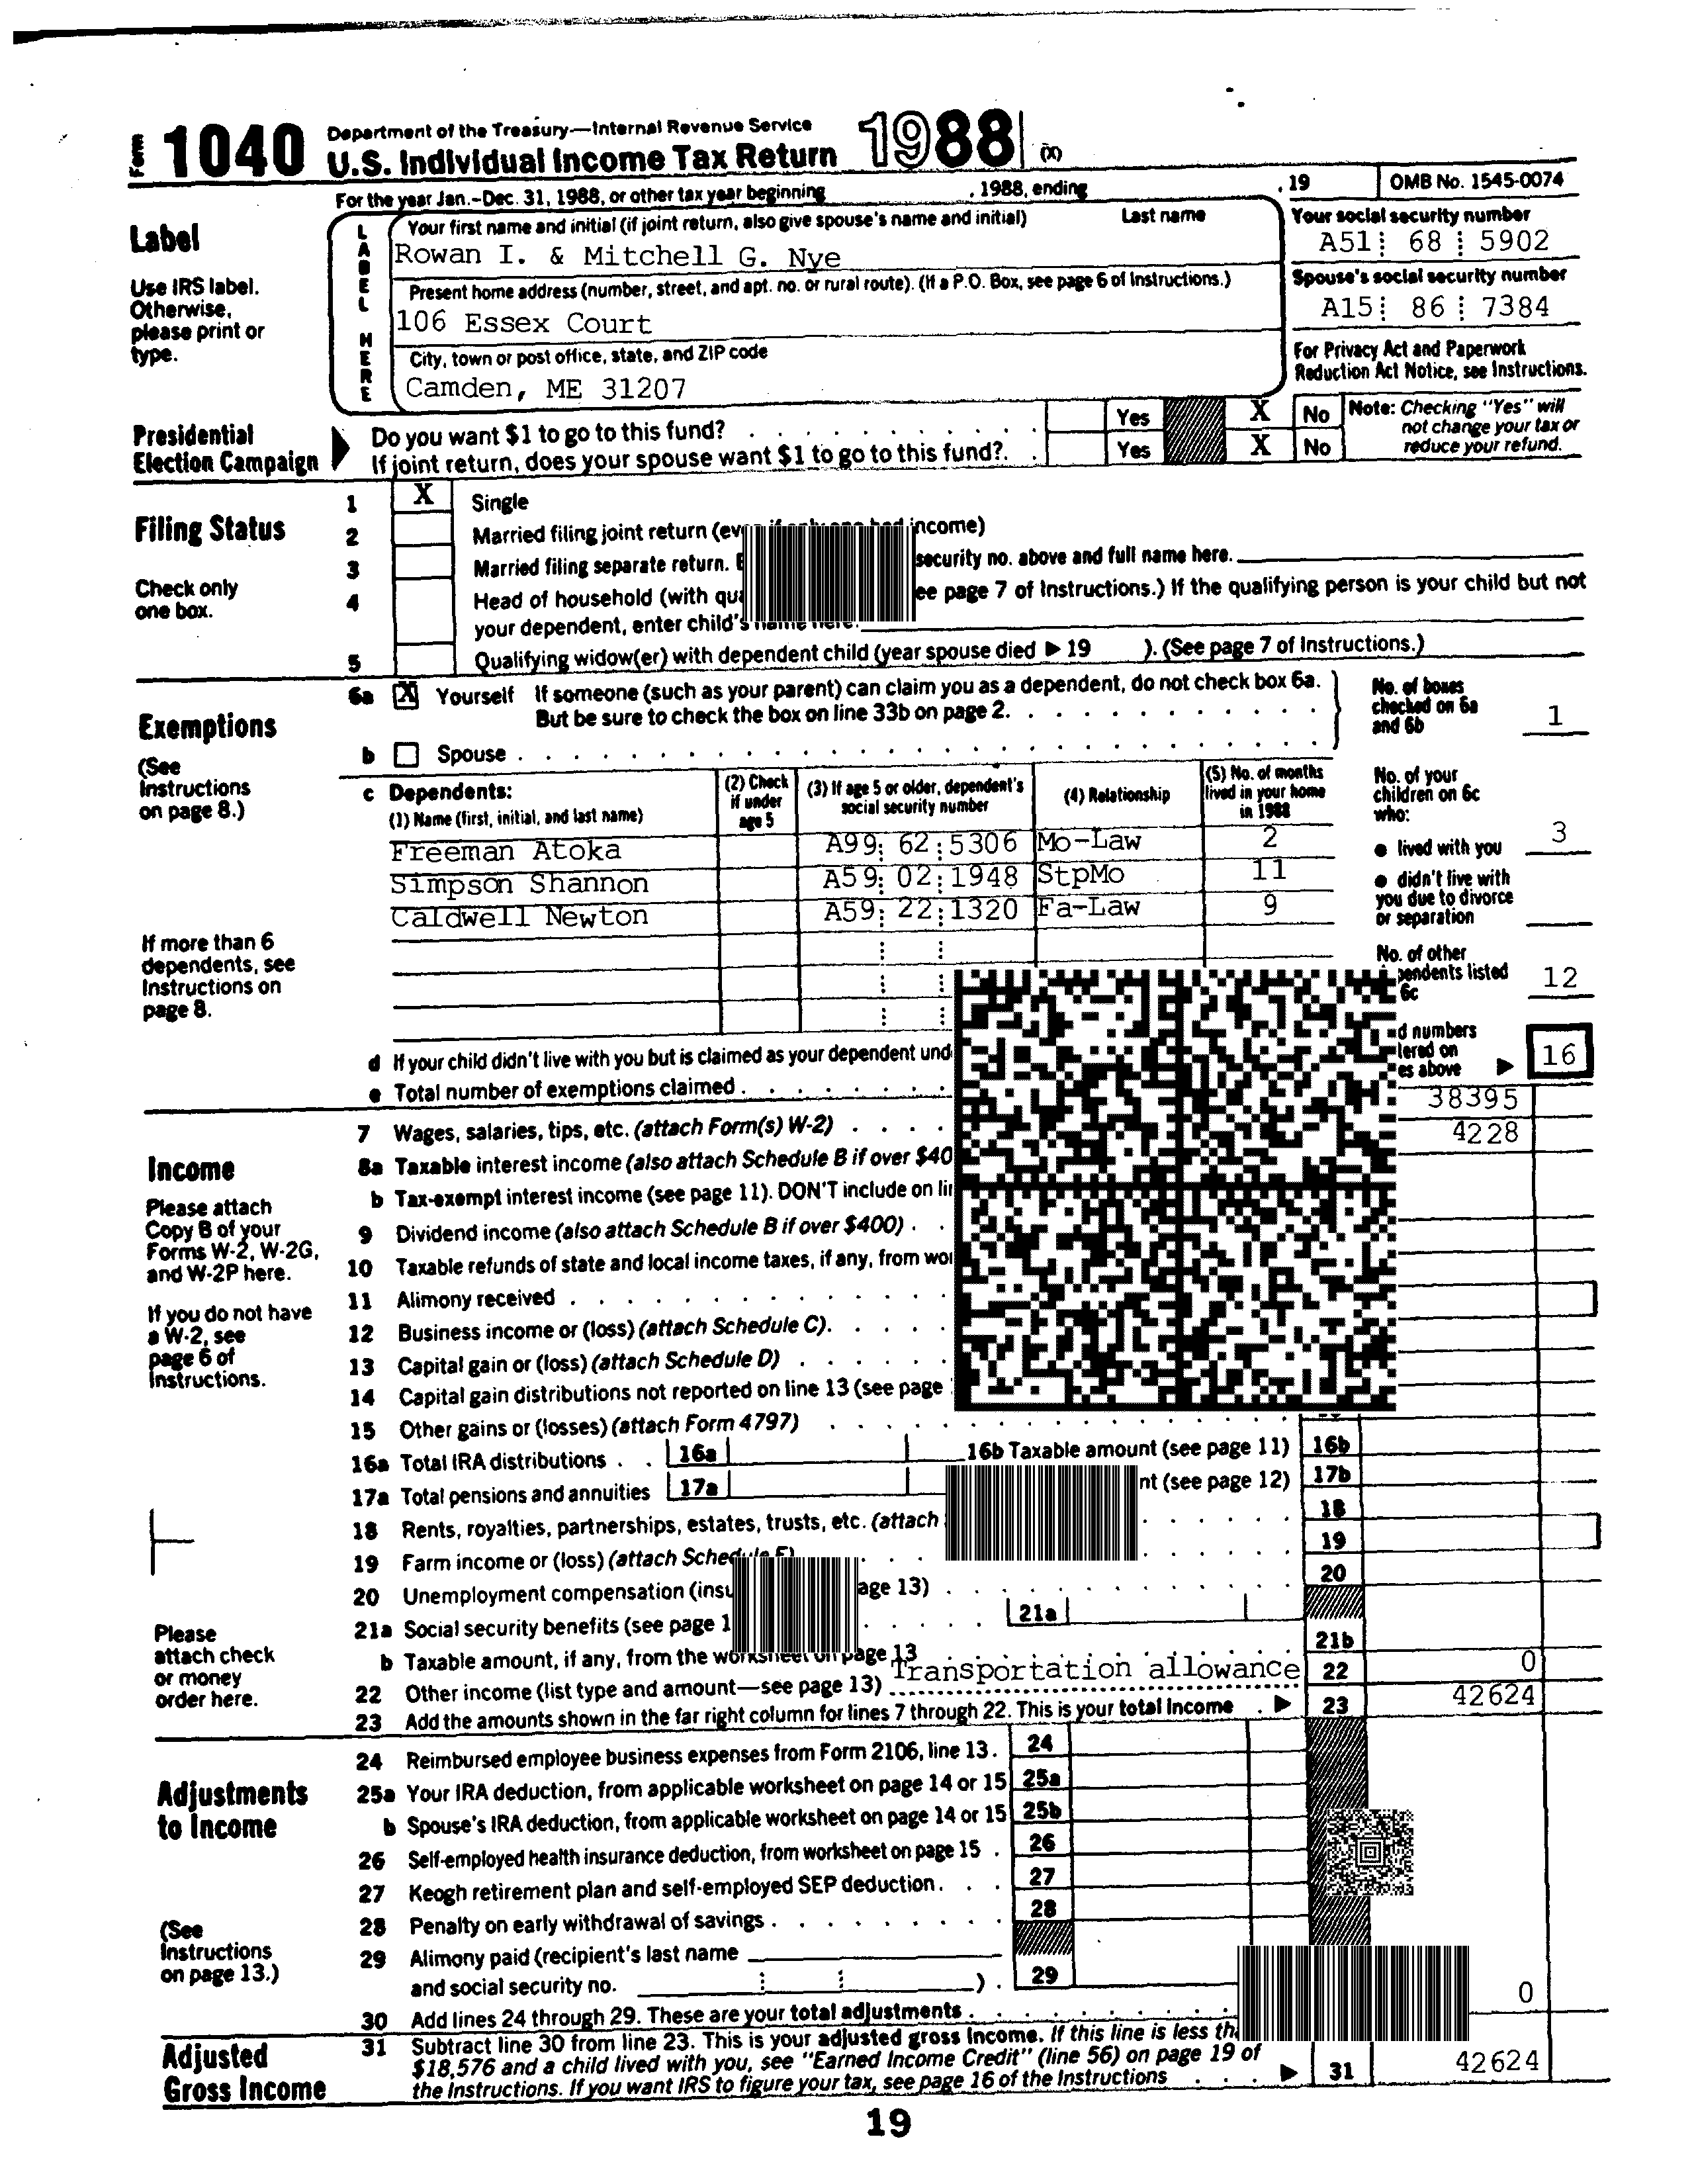 Form 1040 Department of the Treasury—Internal Revenue Service
U.S. Individual Income Tax Return 1988 (X)
For the year Jan.-Dec. 31, 1988, or other tax year beginning , 1988, ending , 19 OMB No. 1545-0074
Label
Use IRS label.
Otherwise,
please print or
type.
LABEL HERE
Your first name and initial (if joint return, also give spouse's name and initial) Last name
Rowan I. & Mitchell G. Nye
Present home address (number, street, and apt. no. or rural route). (If a P.O. Box, see page 6 of Instructions.)
106 Essex Court
City, town or post office, state, and ZIP code
Camden, ME 31207
Your social security number
A51 68 5902
Spouse's social security number
A15 86 7384
For Privacy Act and Paperwork
Reduction Act Notice, see Instructions.
Presidential
Election Campaign
Do you want $1 to go to this fund? Yes X No
If joint return, does your spouse want $1 to go to this fund?. Yes X No
Note: Checking "Yes" will
not change your tax or
reduce your refund.
Filing Status
Check only
one box.
1 X Single
2 Married filing joint return income)
3 Married filing separate return. security no. above and full name here.
4 Head of household (with page 7 of Instructions.) If the qualifying person is your child but not
your dependent, enter child's
5 Qualifying widow(er) with dependent child (year spouse died ▶ 19 ). (See page 7 of Instructions.)
Exemptions
(See
Instructions
on page 8.)
6a X Yourself If someone (such as your parent) can claim you as a dependent, do not check box 6a.
But be sure to check the box on line 33b on page 2.
b Spouse
No. of boxes
checked on 6a
and 6b 1
c Dependents:
(1) Name (first, initial, and last name)
(2) Check
if under
age 5
(3) If age 5 or older, dependent's
social security number
(4) Relationship
(5) No. of months
lived in your home
in 1988
Freeman Atoka A99 62 5306 Mo-Law 2
Simpson Shannon A59 02 1948 StpMo 11
Caldwell Newton A59 22 1320 Fa-Law 9
No. of your
children on 6c
who:
● lived with you 3
● didn't live with
you due to divorce
or separation
No. of other
listed 12
6c
numbers
on
above ▶ 16
If more than 6
dependents, see
Instructions on
page 8.
d If your child didn't live with you but is claimed as your dependent
e Total number of exemptions claimed
Income
Please attach
Copy B of your
Forms W-2, W-2G,
and W-2P here.
If you do not have
a W-2, see
page 6 of
Instructions.
7 Wages, salaries, tips, etc. (attach Form(s) W-2) 38395
8a Taxable interest income (also attach Schedule B if over 4228
b Tax-exempt interest income (see page 11). DON'T include on
9 Dividend income (also attach Schedule B if over $400)
10 Taxable refunds of state and local income taxes, if any, from
11 Alimony received
12 Business income or (loss) (attach Schedule C).
13 Capital gain or (loss) (attach Schedule D)
14 Capital gain distributions not reported on line 13 (see page
15 Other gains or (losses) (attach Form 4797)
16a Total IRA distributions 16a 16b Taxable amount (see page 11) 16b
17a Total pensions and annuities 17a (see page 12) 17b
18 Rents, royalties, partnerships, estates, trusts, etc. (attach 18
19 Farm income or (loss) (attach 19
20 Unemployment compensation 13) 20
21a Social security benefits (see page 21a
b Taxable amount, if any, from the page 13 21b
22 Other income (list type and amount—see page 13) Transportation allowance 22 0
23 Add the amounts shown in the far right column for lines 7 through 22. This is your total income ▶ 23 42624
Please
attach check
or money
order here.
Adjustments
to Income
(See
Instructions
on page 13.)
24 Reimbursed employee business expenses from Form 2106, line 13. 24
25a Your IRA deduction, from applicable worksheet on page 14 or 15 25a
b Spouse's IRA deduction, from applicable worksheet on page 14 or 15 25b
26 Self-employed health insurance deduction, from worksheet on page 15 26
27 Keogh retirement plan and self-employed SEP deduction. 27
28 Penalty on early withdrawal of savings 28
29 Alimony paid (recipient's last name
and social security no. ) 29
30 Add lines 24 through 29. These are your total adjustments 0
Adjusted
Gross Income
31 Subtract line 30 from line 23. This is your adjusted gross income. If this line is less
$18,576 and a child lived with you, see "Earned Income Credit" (line 56) on page 19 of
the Instructions. If you want IRS to figure your tax, see page 16 of the Instructions ▶ 31 42624
19